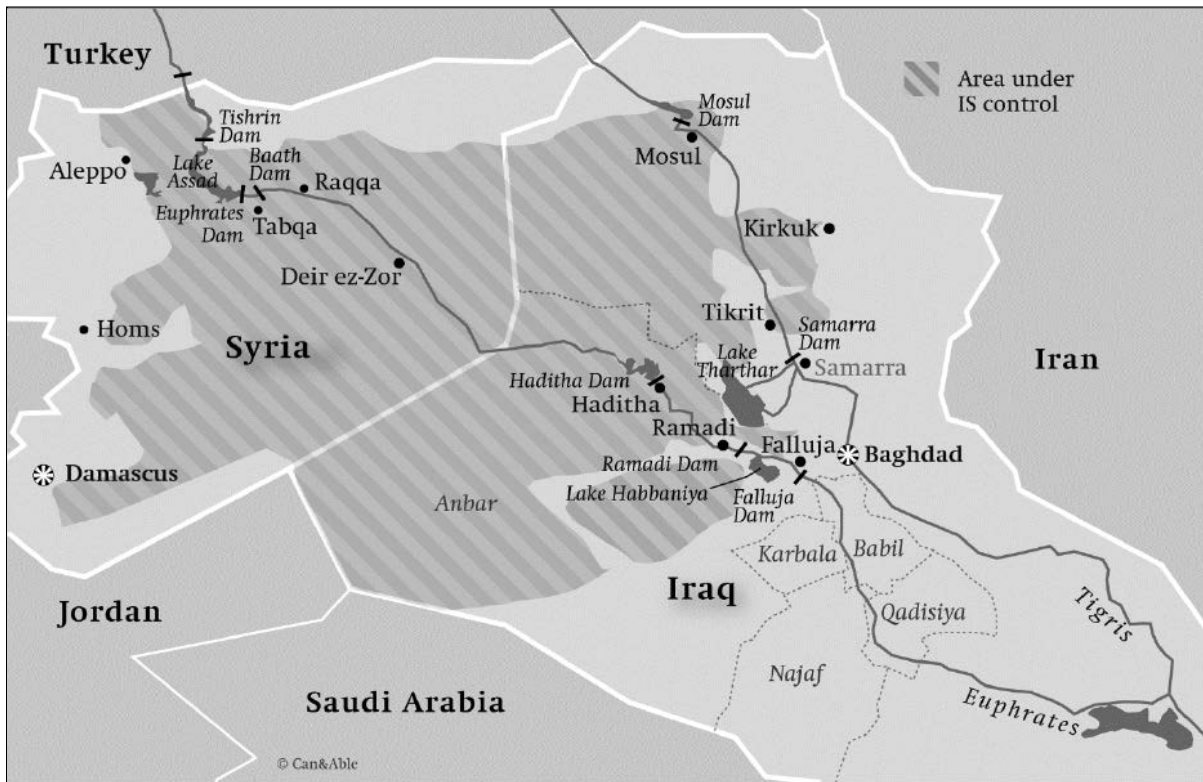 Turkey
Area under
IS control
Tishrin
Dam
Mosul
Dam
Aleppo
Lake
Assad
Baath
Dam
Mosul
Raqqa
Euphrates
Dam
Tabqa
Kirkuk
Deir ez-Zor
Homs
Syria
Tikrit
Samarra
Dam
Lake
Tharthar
Samarra
Iran
Haditha Dam
Haditha
Ramadi
Falluja
Baghdad
Damascus
Ramadi Dam
Lake Habbaniya
Falluja
Dam
Anbar
Karbala
Babil
Jordan
Iraq
Qadisiya
Tigris
Najaf
Saudi Arabia
Euphrates
© Can&Able